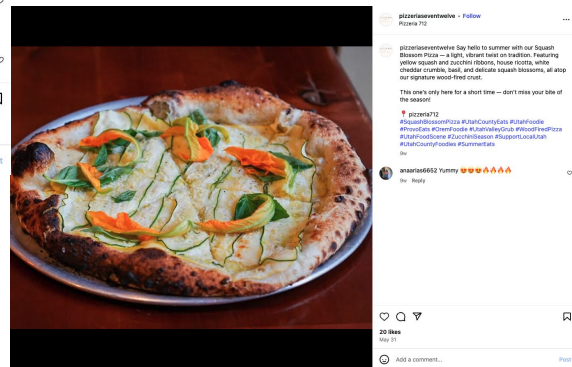 pizzeriaseventwelve • Follow
Pizzeria 712
pizzeriaseventwelve Say hello to summer with our Squash
Blossom Pizza — a light, vibrant twist on tradition. Featuring
yellow squash and zucchini ribbons, house ricotta, white
cheddar crumble, basil, and delicate squash blossoms, all atop
our signature wood-fired crust.
This one's only here for a short time — don't miss your bite of
the season!
📍 pizzeria712
#SquashBlossomPizza #UtahCountyEats #UtahFoodie
#ProvoEats #OremFoodie #UtahValleyGrub #WoodFiredPizza
#UtahFoodScene #ZucchiniSeason #SupportLocalUtah
#UtahCountyFoodies #SummerEats
9w
anaarias6652 Yummy 😍😍😍🔥🔥🔥🔥
9w Reply
20 likes
May 31
Add a comment...
Post